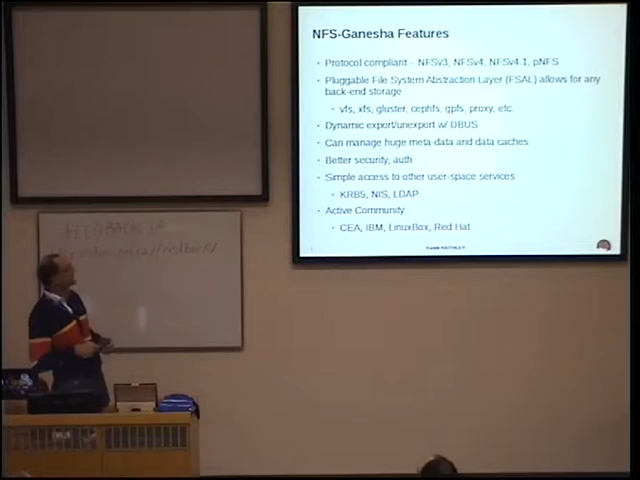 NFS-Ganesha Features
Protocol compliant – NFSv3, NFSv4, NFSv4.1, pNFS
Pluggable File System Abstraction Layer (FSAL) allows for any
back-end storage
vfs, xfs, gluster, cephfs, gpfs, proxy, etc.
Dynamic export/unexport w/ DBUS
Can manage huge meta-data and data caches
Better security, auth
Simple access to other user-space services
KRB5, NIS, LDAP
Active Community
CEA, IBM, LinuxBox, Red Hat
FEEDBACK @
/feedback/